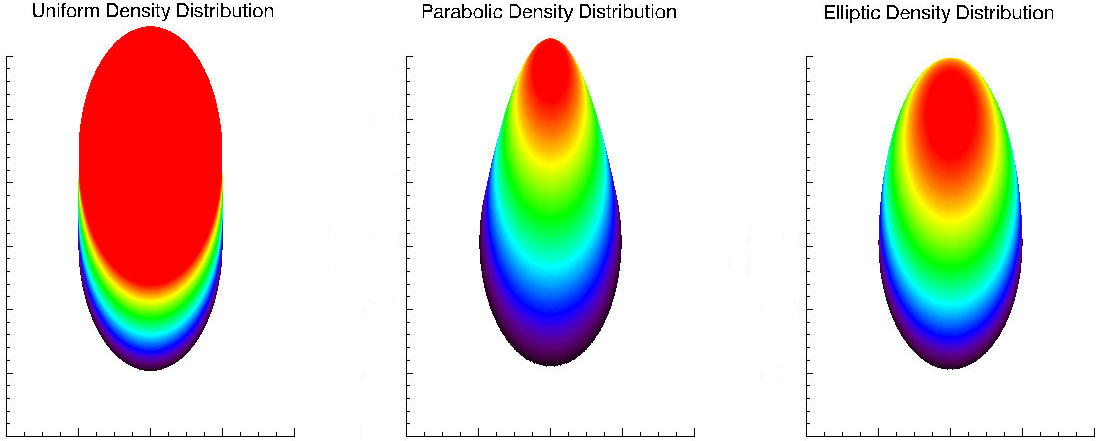 Uniform Density Distribution
Parabolic Density Distribution
Elliptic Density Distribution